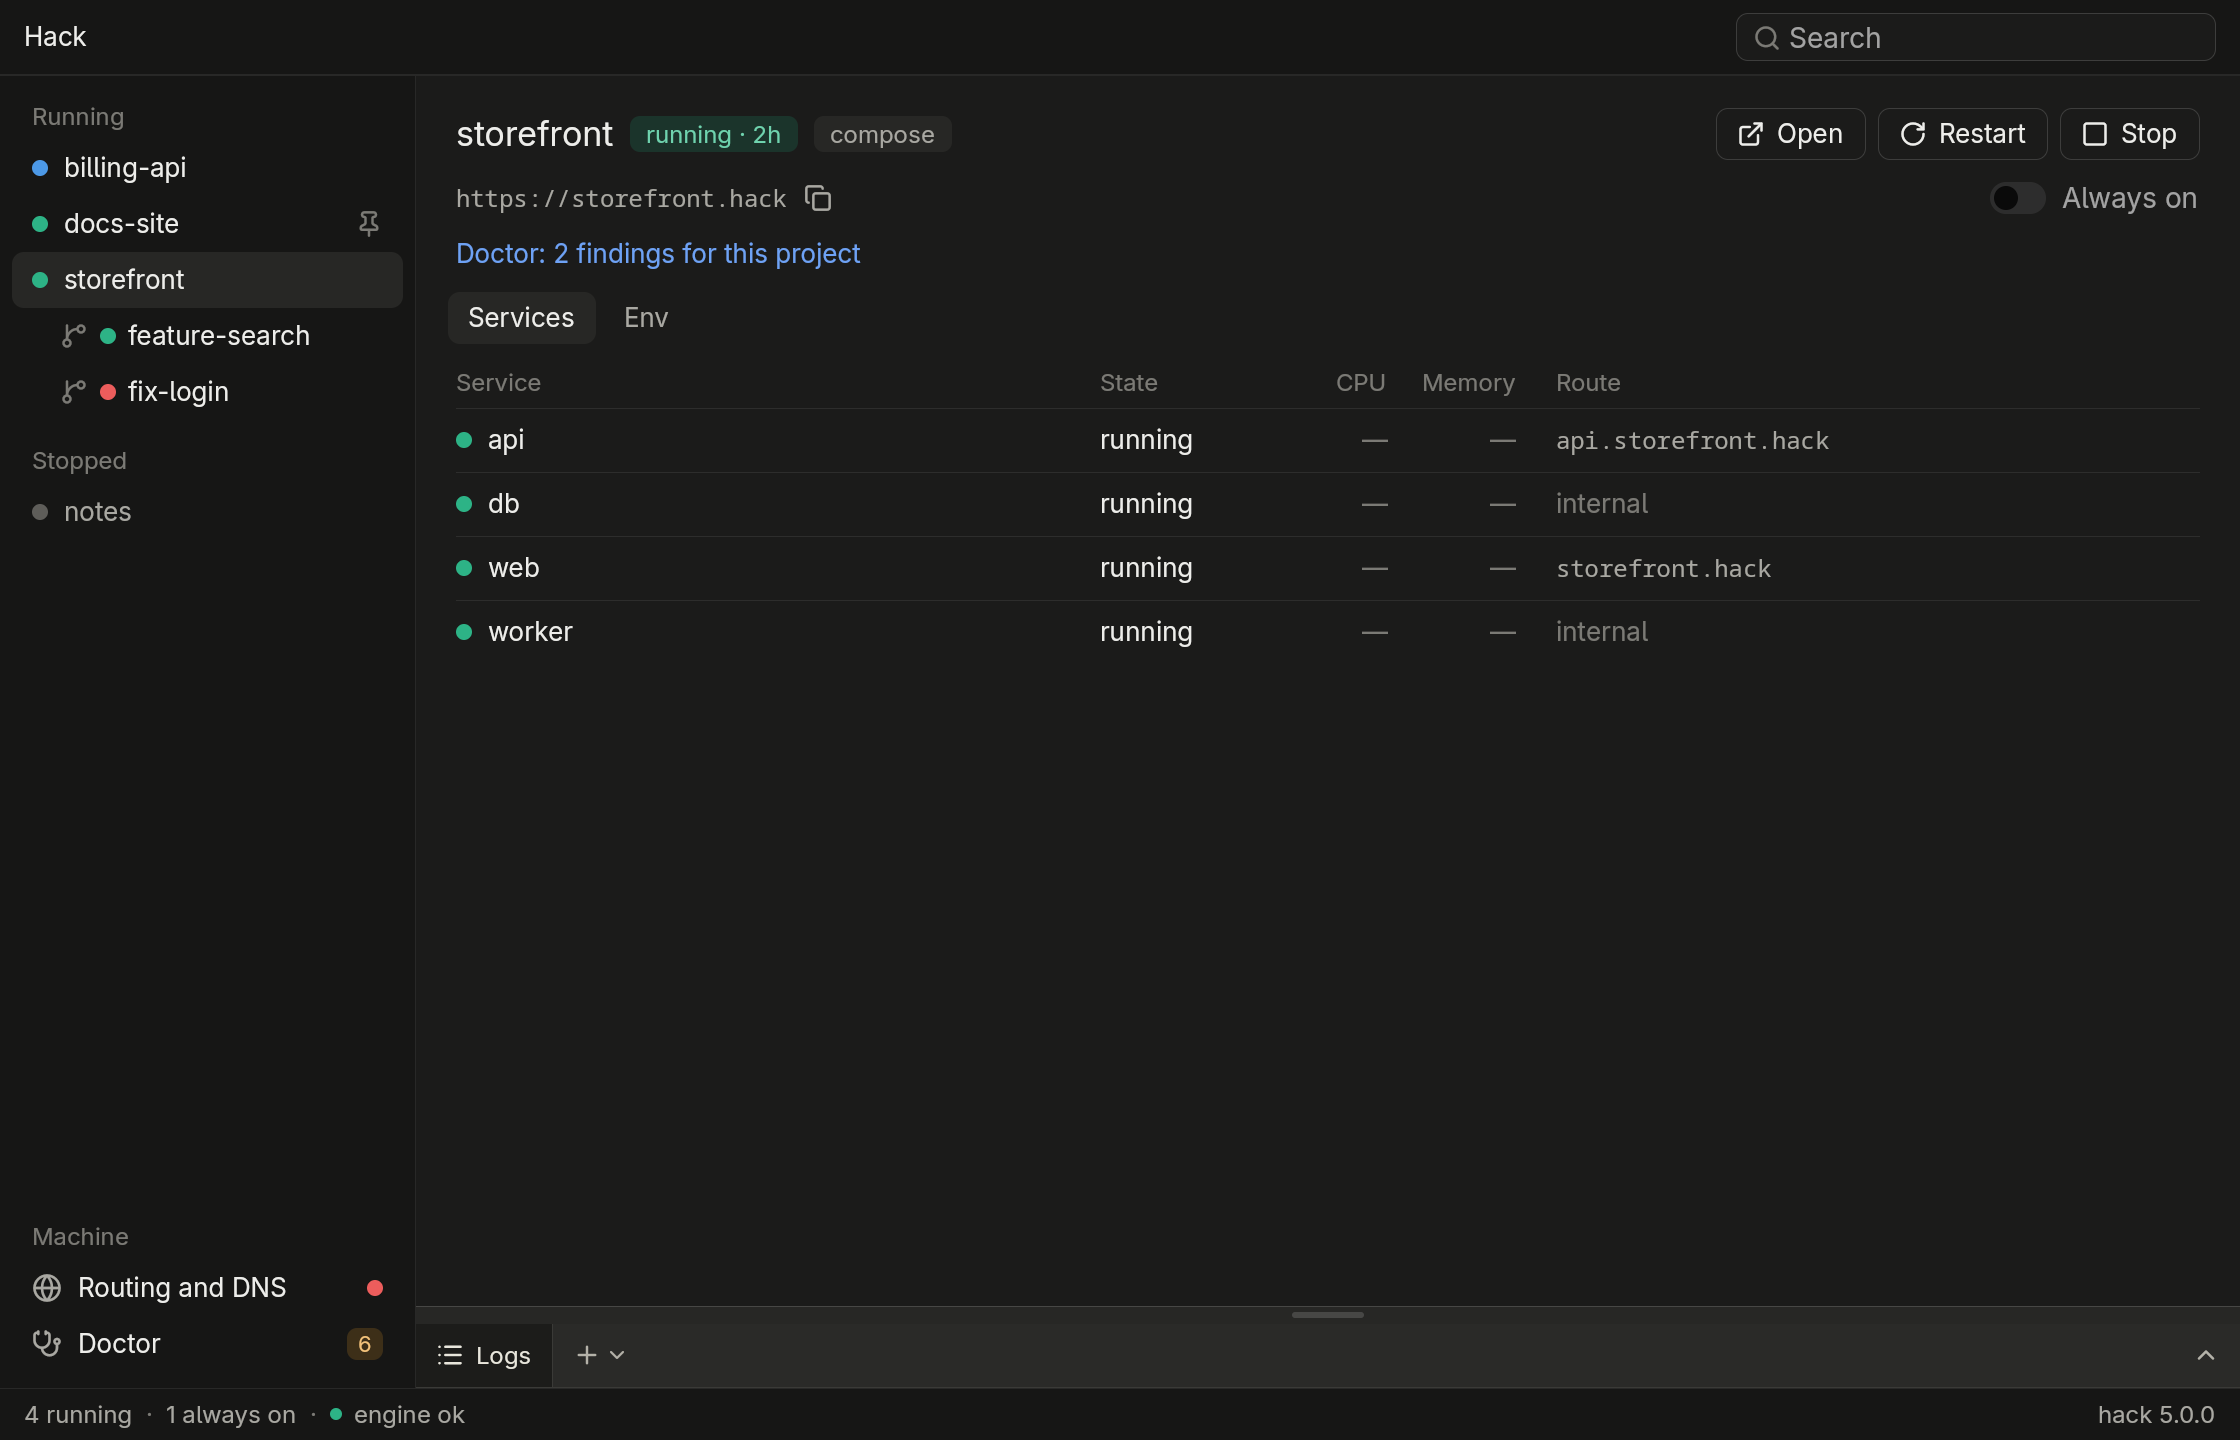 Hack
Search
Running
billing-api
docs-site
storefront
feature-search
fix-login
Stopped
notes
Machine
Routing and DNS
Doctor 6
storefront running · 2h compose
Open Restart Stop
https://storefront.hack
Always on
Doctor: 2 findings for this project
Services Env
Service State CPU Memory Route
api running — — api.storefront.hack
db running — — internal
web running — — storefront.hack
worker running — — internal
Logs
4 running · 1 always on · engine ok
hack 5.0.0